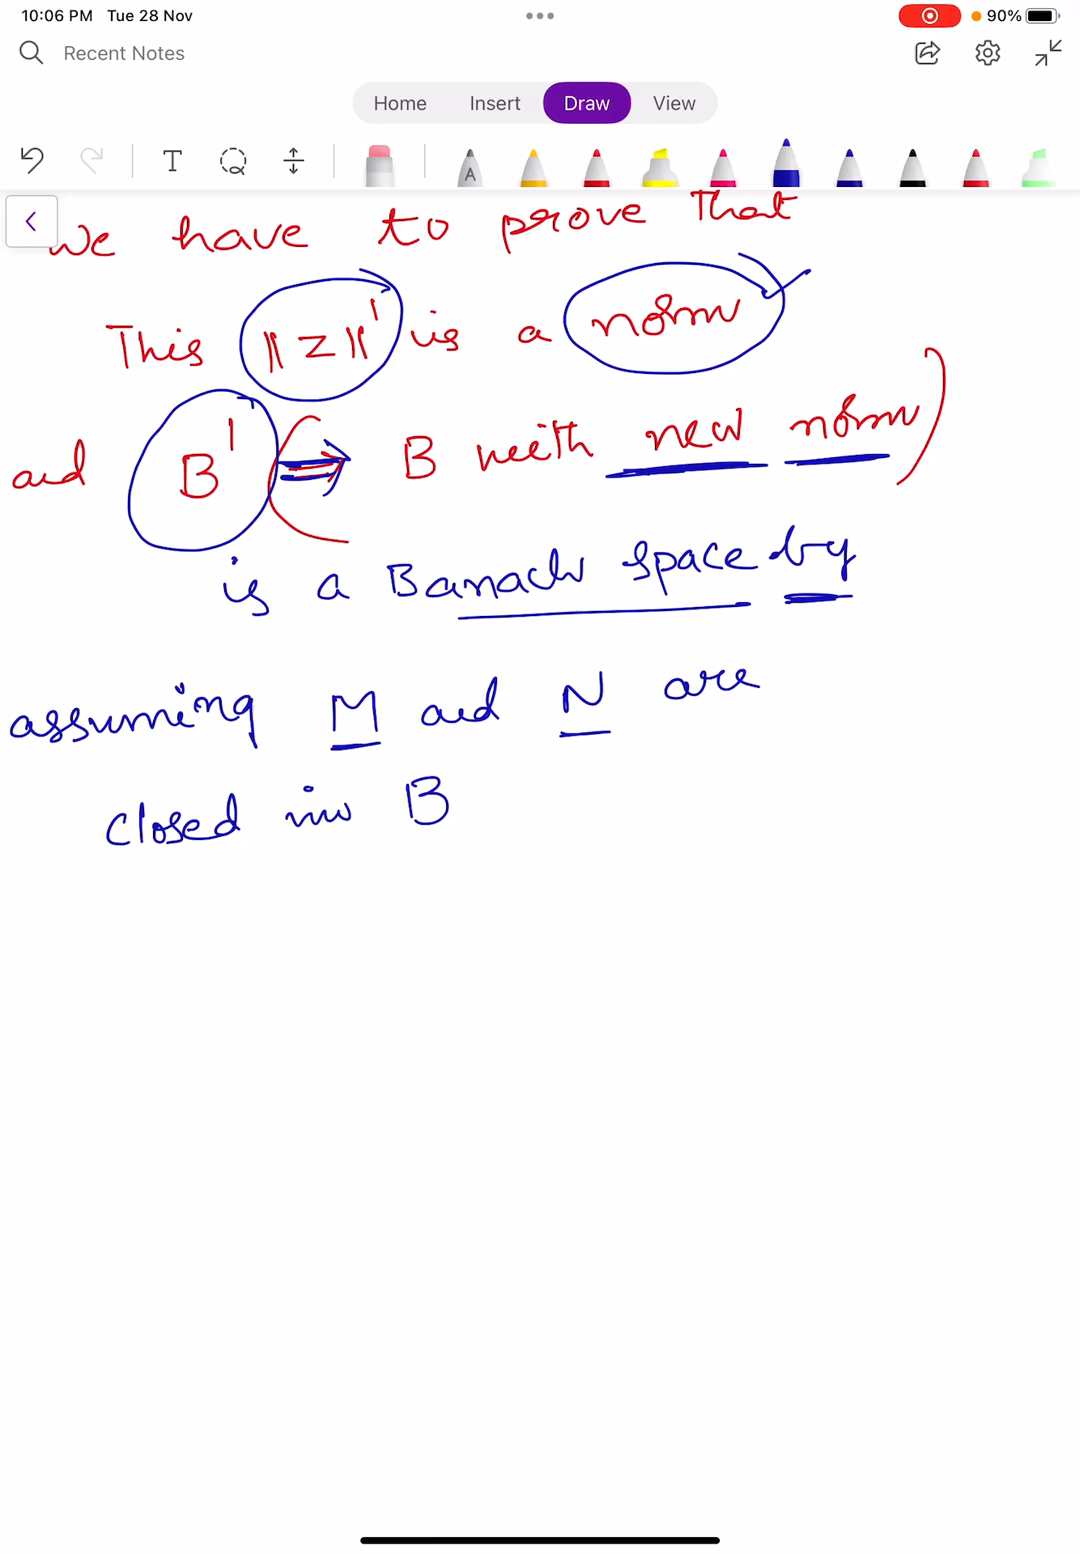 10:06 PM Tue 28 Nov
90%
Recent Notes
Home Insert Draw View
T A
We have to prove that
This ||z||' is a norm
and B' ⇒ B with new norm)
is a Banach space by
assuming M and N are
closed in B